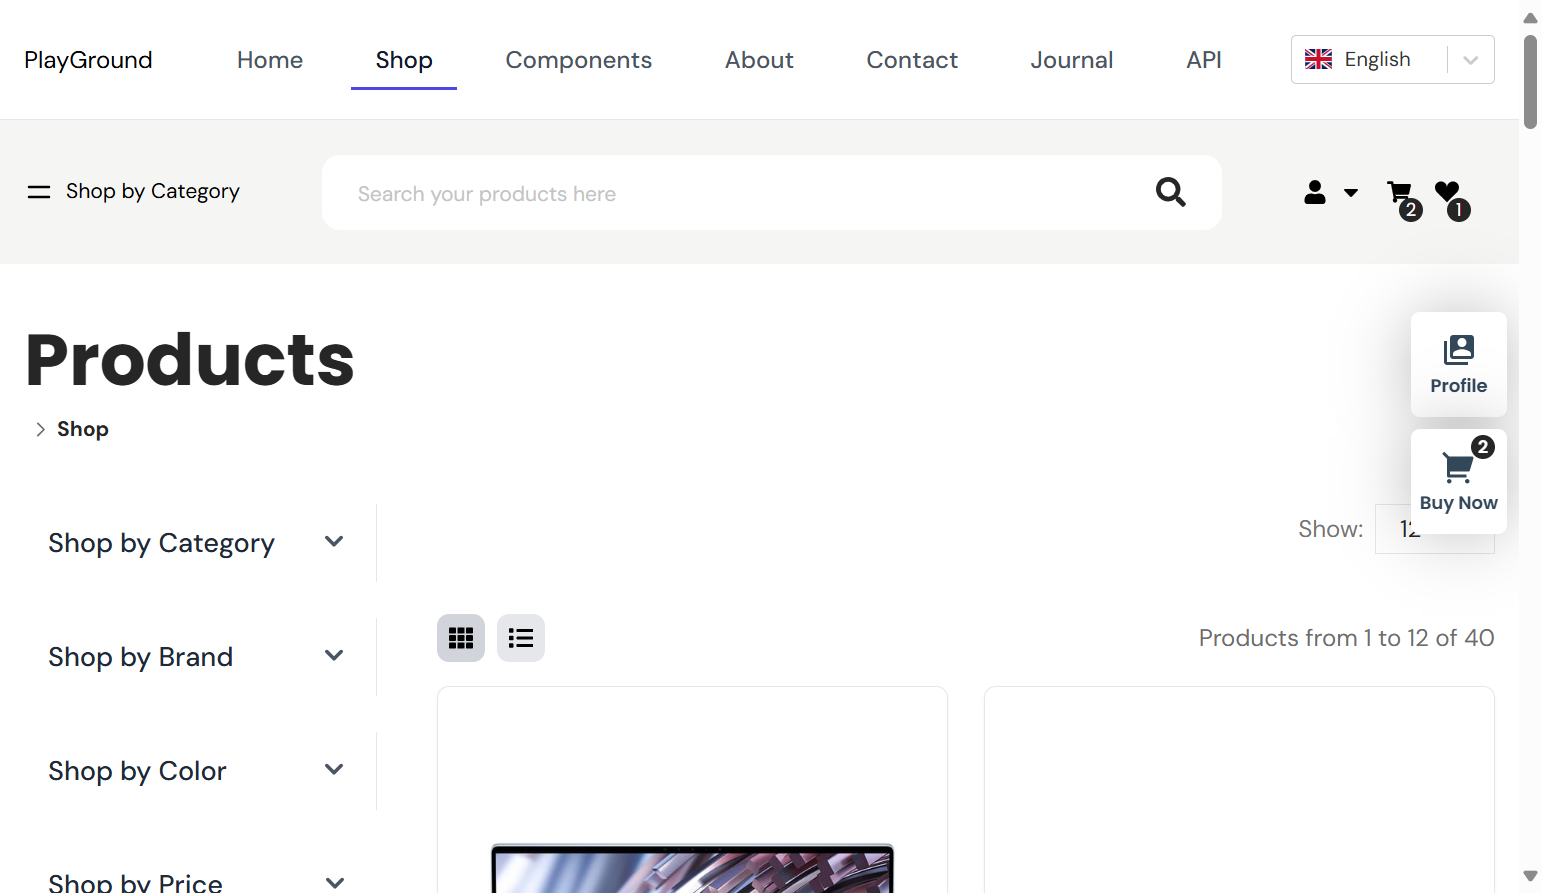 PlayGround
Home
Shop
Components
About
Contact
Journal
API
English
Shop by Category
Search your products here
2
1
Products
Shop
Profile
2
Buy Now
Shop by Category
Show:
12
Shop by Brand
Products from 1 to 12 of 40
Shop by Color
Shop by Price